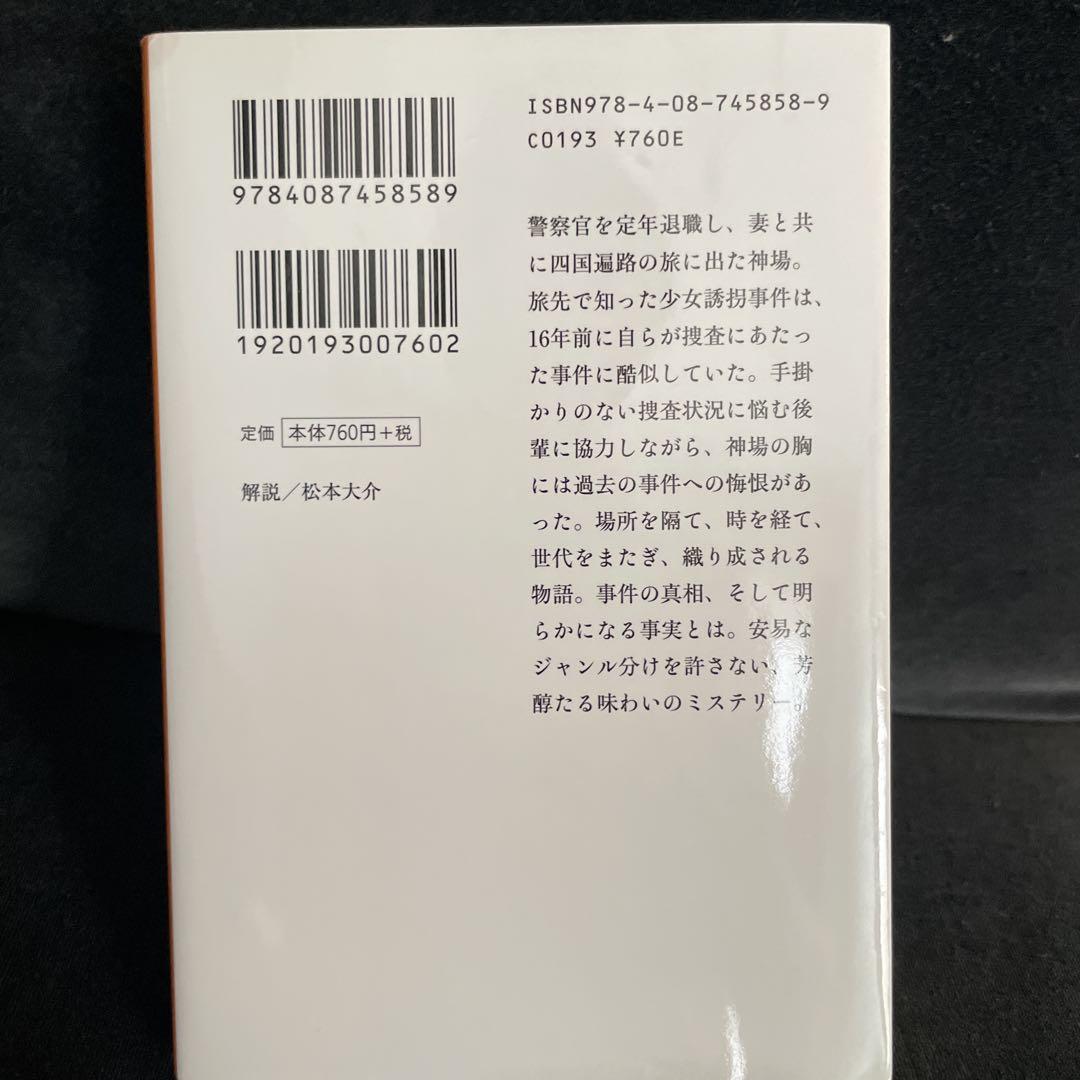 9784087458589
1920193007602
定価 本体760円+税
解説／松本大介
ISBN978-4-08-745858-9
C0193 ¥760E
警察官を定年退職し、妻と共
に四国遍路の旅に出た神場。
旅先で知った少女誘拐事件は、
16年前に自らが捜査にあたっ
た事件に酷似していた。手掛
かりのない捜査状況に悩む後
輩に協力しながら、神場の胸
には過去の事件への悔恨があ
った。場所を隔て、時を経て、
世代をまたぎ、織り成される
物語。事件の真相、そして明
らかになる事実とは。安易な
ジャンル分けを許さない、芳
醇たる味わいのミステリー。